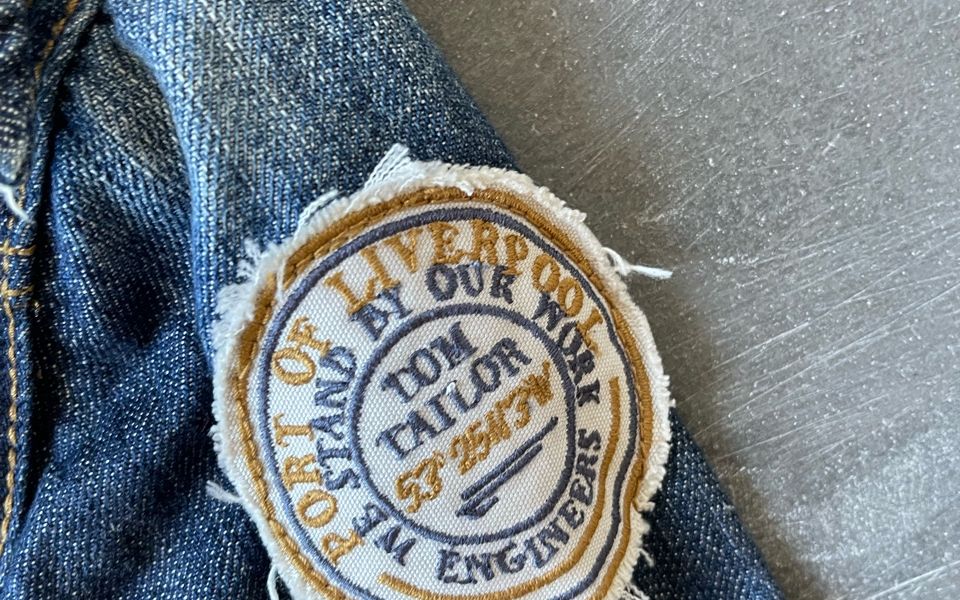 PORT OF LIVERPOOL
WE STAND BY OUR WORK
ENGINEERS
TOM
TAILOR